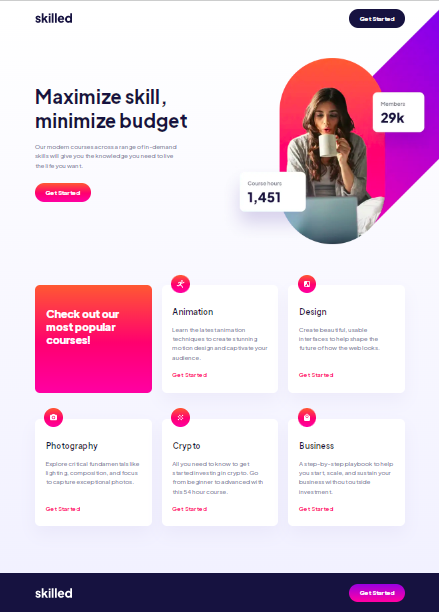 skilled
Get Started
Maximize skill,
minimize budget
Our modern courses across a range of in-demand
skills will give you the knowledge you need to live
the life you want.
Get Started
Members
29k
Course hours
1,451
Check out our
most popular
courses!
Animation
Learn the latest animation
techniques to create stunning
motion design and captivate your
audience.
Get Started
Design
Create beautiful, usable
interfaces to help shape the
future of how the web looks.
Get Started
Photography
Explore critical fundamentals like
lighting, composition, and focus
to capture exceptional photos.
Get Started
Crypto
All you need to know to get
started investing in crypto. Go
from beginner to advanced with
this 54 hour course.
Get Started
Business
A step-by-step playbook to help
you start, scale, and sustain your
business without outside
investment.
Get Started
skilled
Get Started